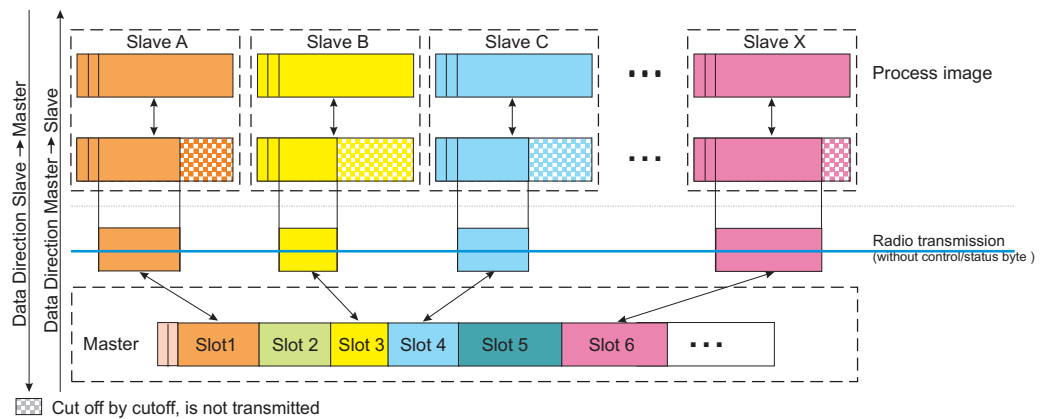 Data Direction Slave → Master
Data Direction Master → Slave
Slave A
Slave B
Slave C
Slave X
Process image
Radio transmission
(without control/status byte )
Master
Slot1
Slot 2
Slot 3
Slot 4
Slot 5
Slot 6
Cut off by cutoff, is not transmitted